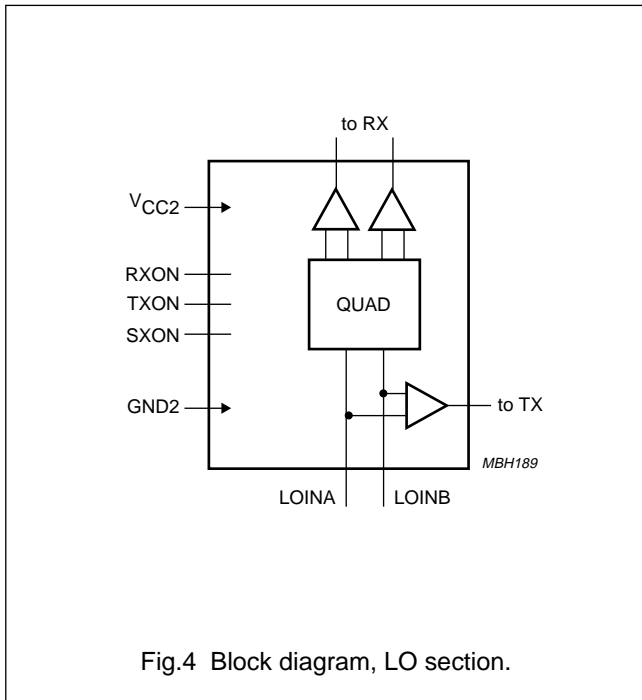 to RX
VCC2
RXON
TXON
SXON
QUAD
GND2
to TX
MBH189
LOINA LOINB
Fig.4 Block diagram, LO section.